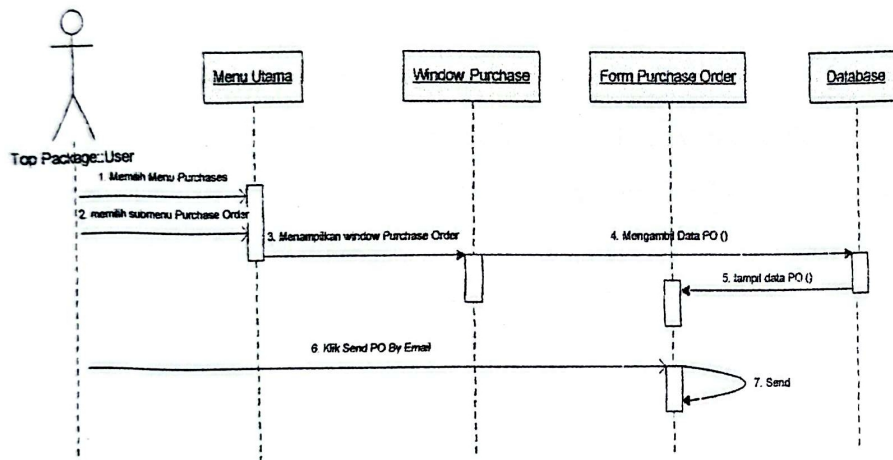 Menu Utama
Window Purchase
Form Purchase Order
Database
Top Package::User
1. Memilih Menu Purchases
2. memilih submenu Purchase Order
3. Menampilkan window Purchase Order
4. Mengambil Data PO ()
5. tampil data PO ()
6. Klik Send PO By Email
7. Send